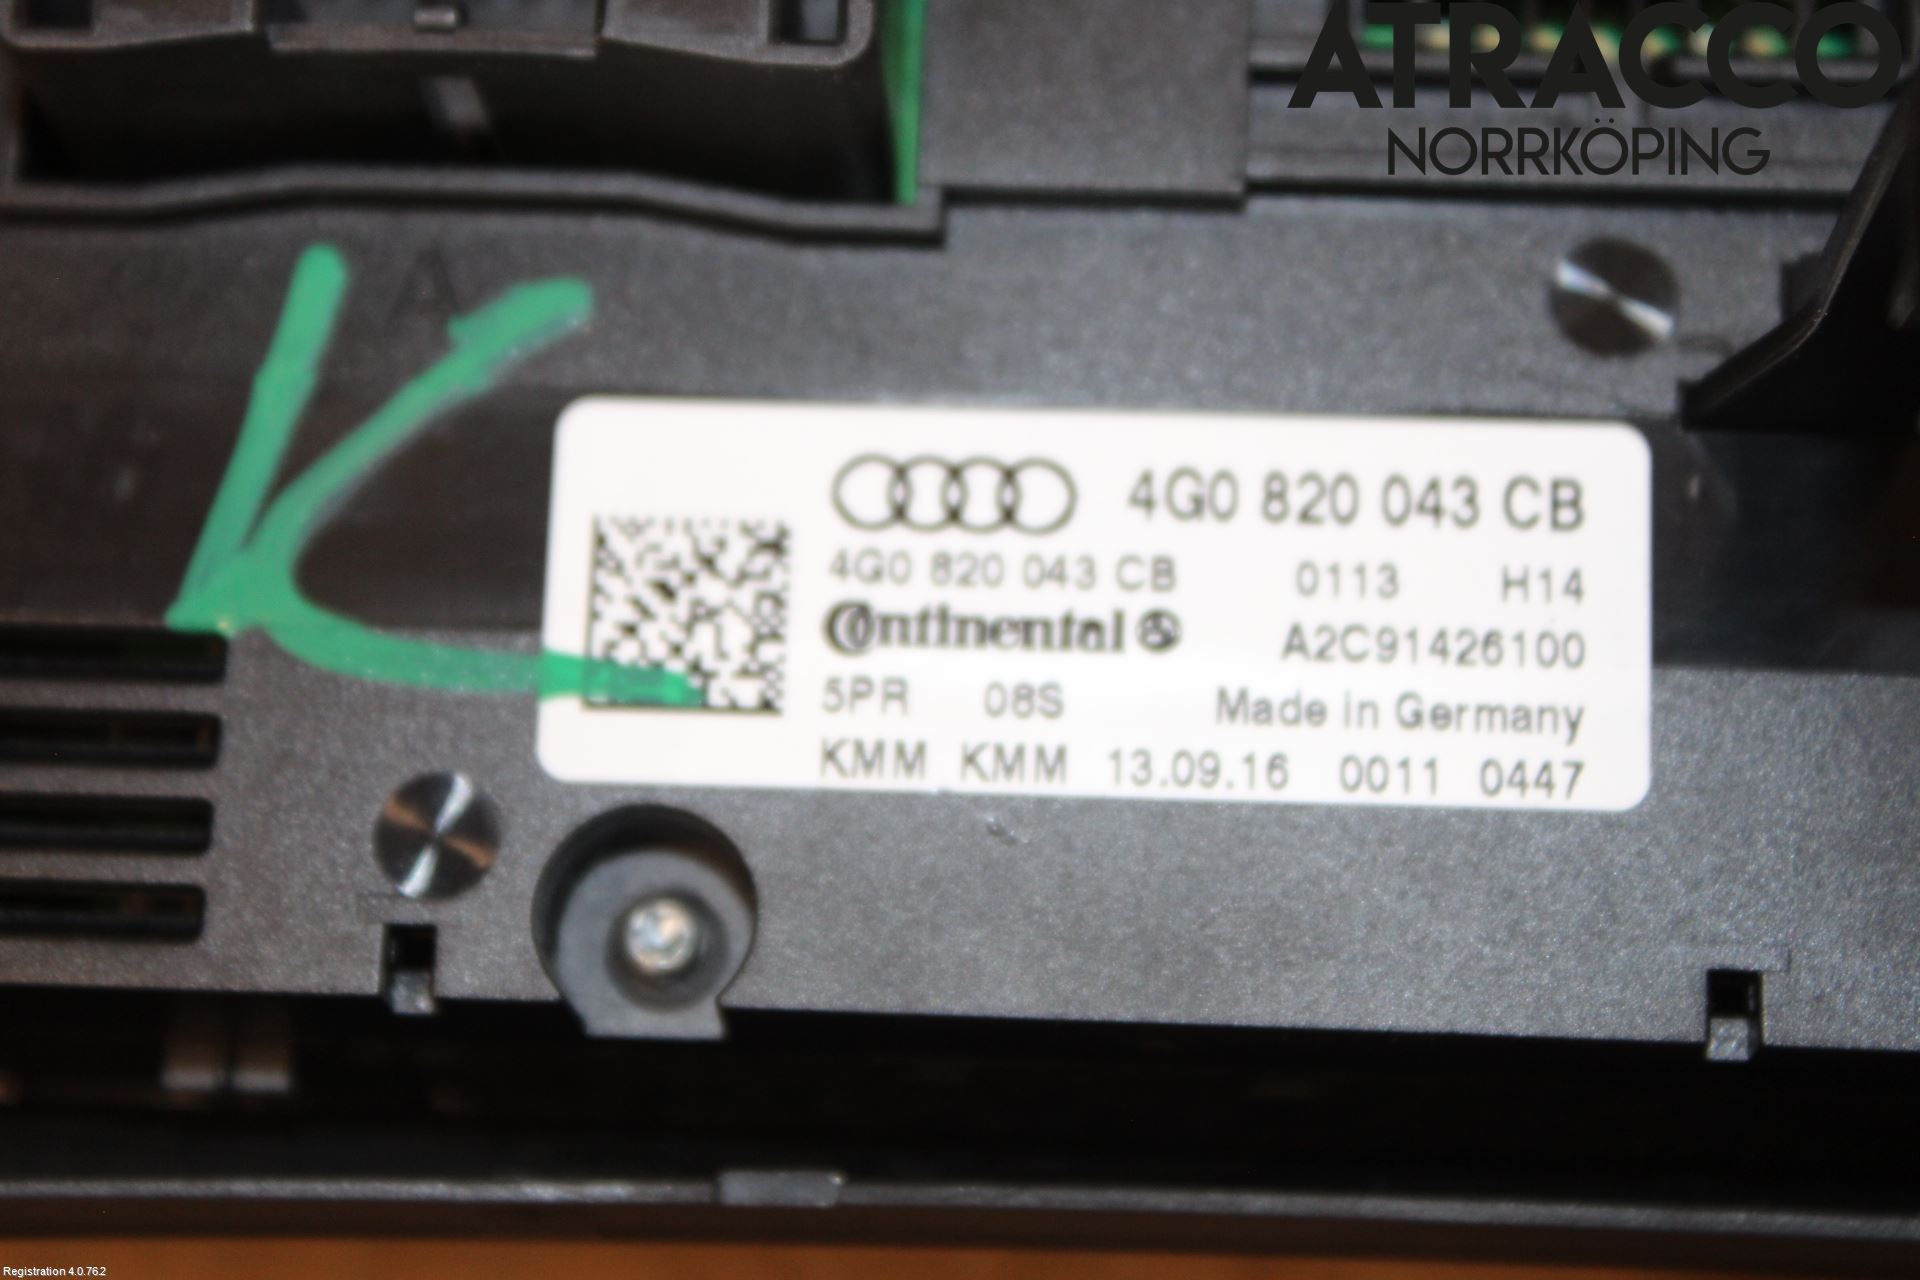 ATRACCO
NORRKÖPING
K
4G0 820 043 CB
4G0 820 043 CB 0113 H14
Continental A2C91426100
5PR 08S Made in Germany
KMM KMM 13.09.16 0011 0447
Registration 4.0.76.2